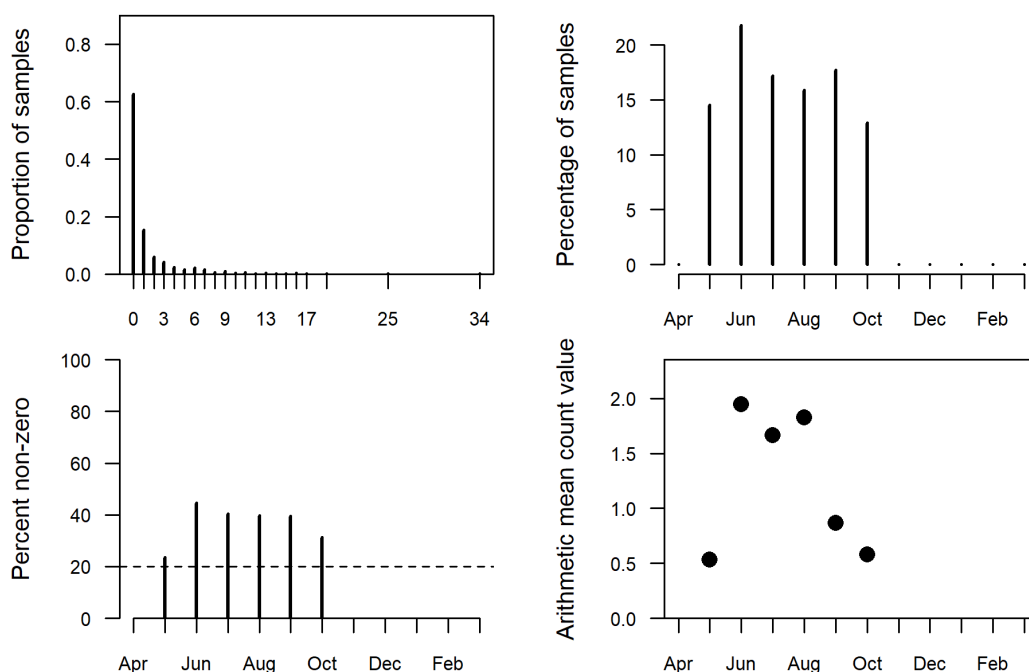 Proportion of samples
0.8
0.6
0.4
0.2
0.0
0 3 6 9 13 17 25 34
Percentage of samples
20
15
10
5
0
Apr Jun Aug Oct Dec Feb
Percent non-zero
100
80
60
40
20
0
Apr Jun Aug Oct Dec Feb
Arithmetic mean count value
2.0
1.5
1.0
0.5
0.0
Apr Jun Aug Oct Dec Feb